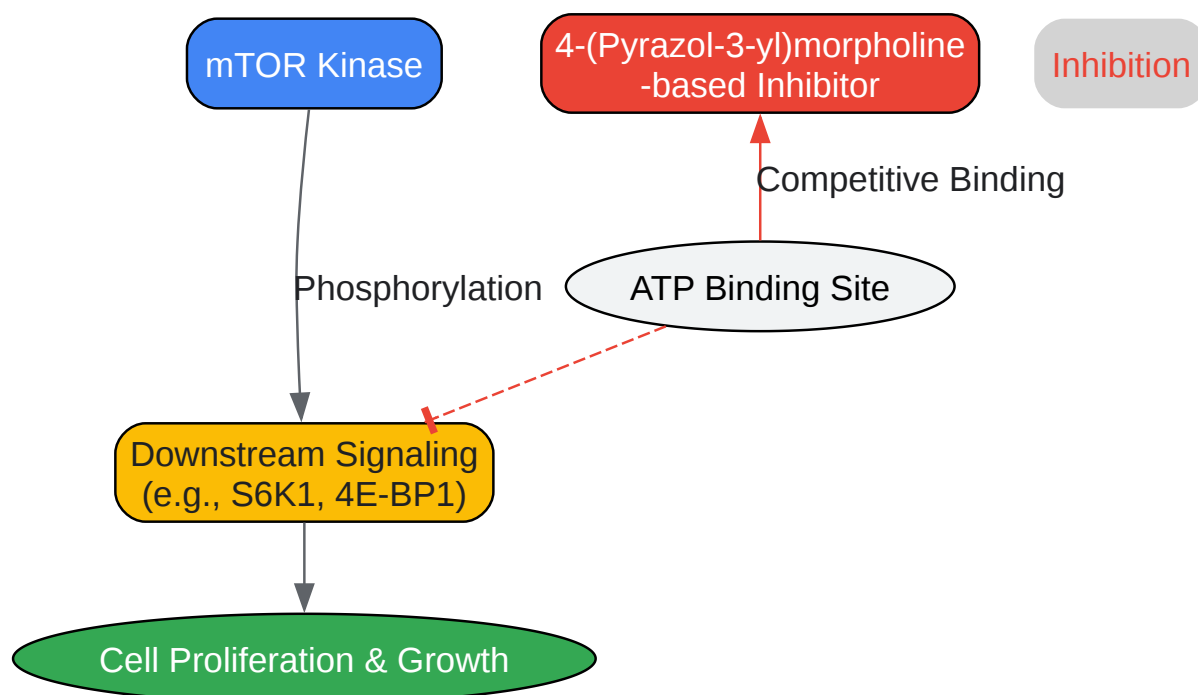 mTOR Kinase
4-(Pyrazol-3-yl)morpholine
-based Inhibitor
Inhibition
Competitive Binding
Phosphorylation
ATP Binding Site
Downstream Signaling
(e.g., S6K1, 4E-BP1)
Cell Proliferation & Growth